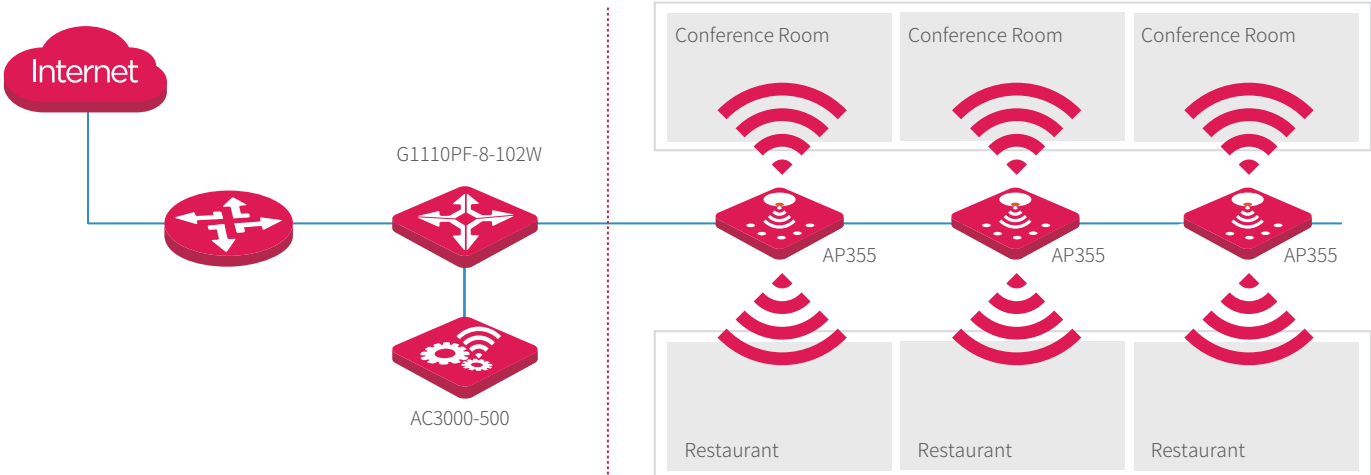 Internet
G1110PF-8-102W
AC3000-500
Conference Room
Conference Room
Conference Room
AP355
AP355
AP355
Restaurant
Restaurant
Restaurant